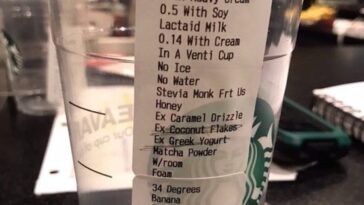 Heavy Cream
0.5 With Soy
Lactaid Milk
0.14 With Cream
In A Venti Cup
No Ice
No Water
Stevia Monk Frt Us
Honey
Ex Caramel Drizzle
Ex Coconut Flakes
Ex Greek Yogurt
Matcha Powder
W/room
Foam
34 Degrees
Banana